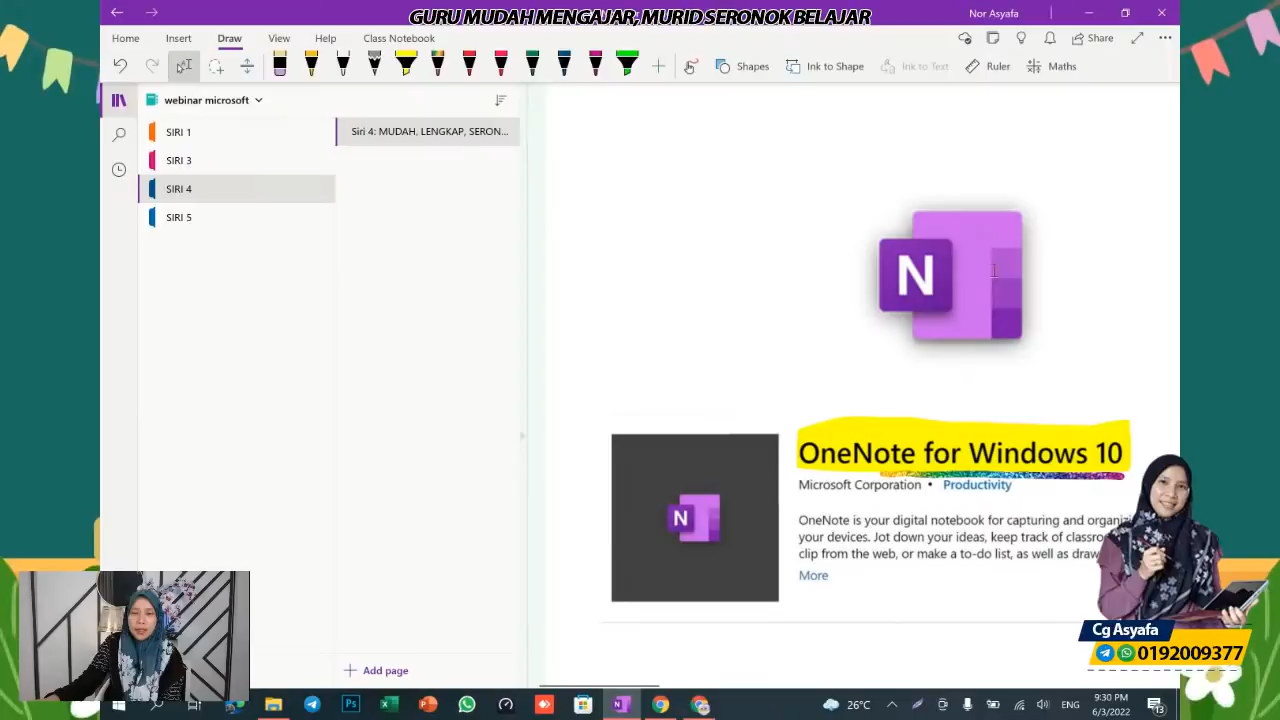 GURU MUDAH MENGAJAR, MURID SERONOK BELAJAR
Nor Asyafa
Home
Insert
Draw
View
Help
Class Notebook
Share
Shapes
Ink to Shape
Ink to Text
Ruler
Maths
webinar microsoft
SIRI 1
SIRI 3
SIRI 4
SIRI 5
Siri 4: MUDAH, LENGKAP, SERON...
N
OneNote for Windows 10
Microsoft Corporation • Productivity
N
OneNote is your digital notebook for capturing and
your devices. Jot down your ideas, keep track of
clip from the web, or make a to-do list, as well as
More
Add page
Cg Asyafa
0192009377
26°C
ENG
9:30 PM
6/3/2022
13